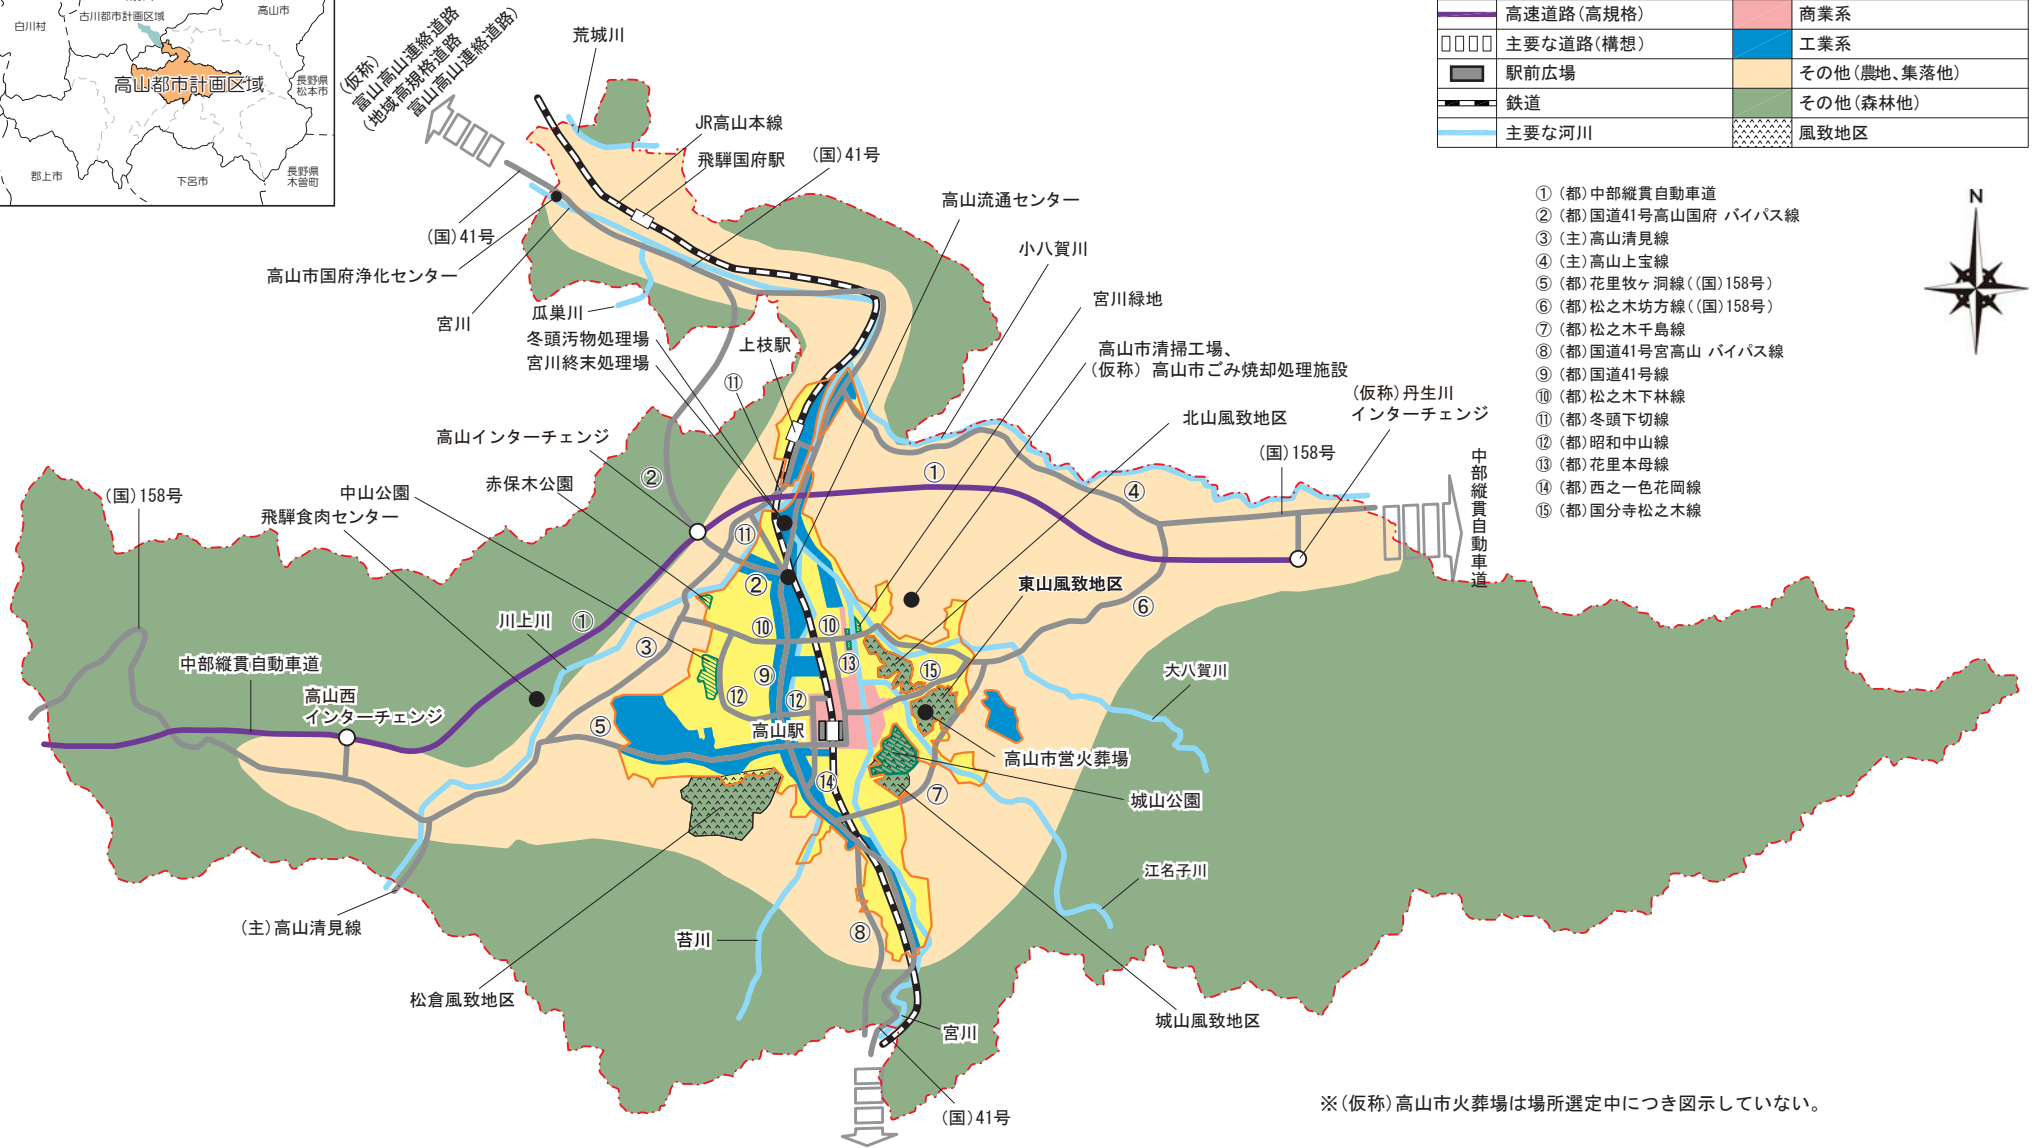 古川都市計画区域
高山市
白川村
高山都市計画区域
長野県
松本市
郡上市
下呂市
長野県
木曽町
(仮称)
富山高山連絡道路
(地域高規格道路
富山高山連絡道路)
高速道路(高規格)
商業系
主要な道路(構想)
工業系
駅前広場
その他(農地、集落他)
鉄道
その他(森林他)
主要な河川
風致地区
① (都)中部縦貫自動車道
② (都)国道41号高山国府 バイパス線
③ (主)高山清見線
④ (主)高山上宝線
⑤ (都)花里牧ヶ洞線((国)158号)
⑥ (都)松之木坊方線((国)158号)
⑦ (都)松之木千島線
⑧ (都)国道41号宮高山 バイパス線
⑨ (都)国道41号線
⑩ (都)松之木下林線
⑪ (都)冬頭下切線
⑫ (都)昭和中山線
⑬ (都)花里本母線
⑭ (都)西之一色花岡線
⑮ (都)国分寺松之木線
N
荒城川
JR高山本線
飛騨国府駅
(国)41号
高山流通センター
(国)41号
小八賀川
高山市国府浄化センター
宮川緑地
宮川
瓜巣川
冬頭汚物処理場
宮川終末処理場
上枝駅
高山市清掃工場、
(仮称) 高山市ごみ焼却処理施設
⑪
(仮称)丹生川
インターチェンジ
北山風致地区
高山インターチェンジ
(国)158号
中部縦貫自動車道
①
②
④
赤保木公園
中山公園
(国)158号
飛騨食肉センター
⑪
②
東山風致地区
⑥
川上川
①
③
⑩
⑩
中部縦貫自動車道
⑬
⑮
大八賀川
高山西
インターチェンジ
⑨
⑫
⑫
⑤
高山駅
高山市営火葬場
⑭
⑦
城山公園
江名子川
(主)高山清見線
苔川
⑧
松倉風致地区
城山風致地区
宮川
(国)41号
※(仮称)高山市火葬場は場所選定中につき図示していない。